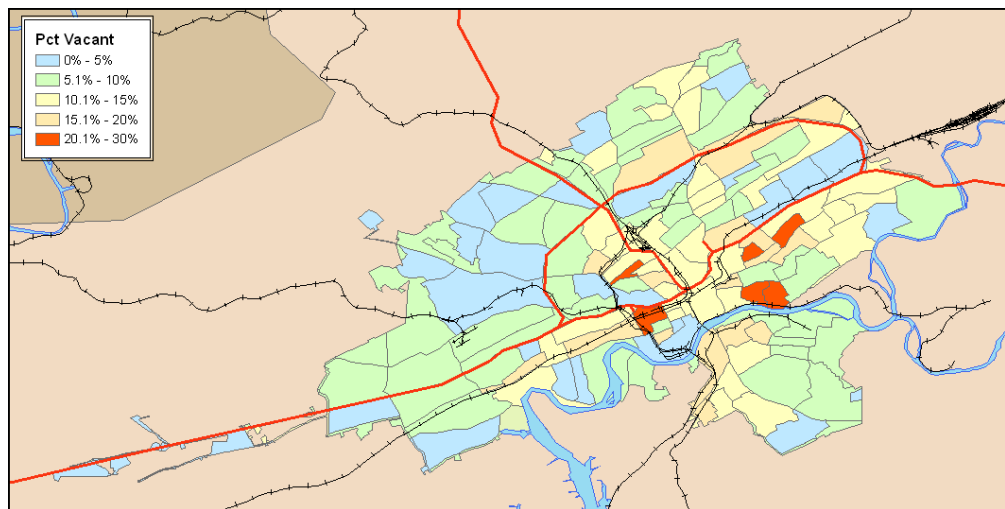 Pct Vacant
0% - 5%
5.1% - 10%
10.1% - 15%
15.1% - 20%
20.1% - 30%